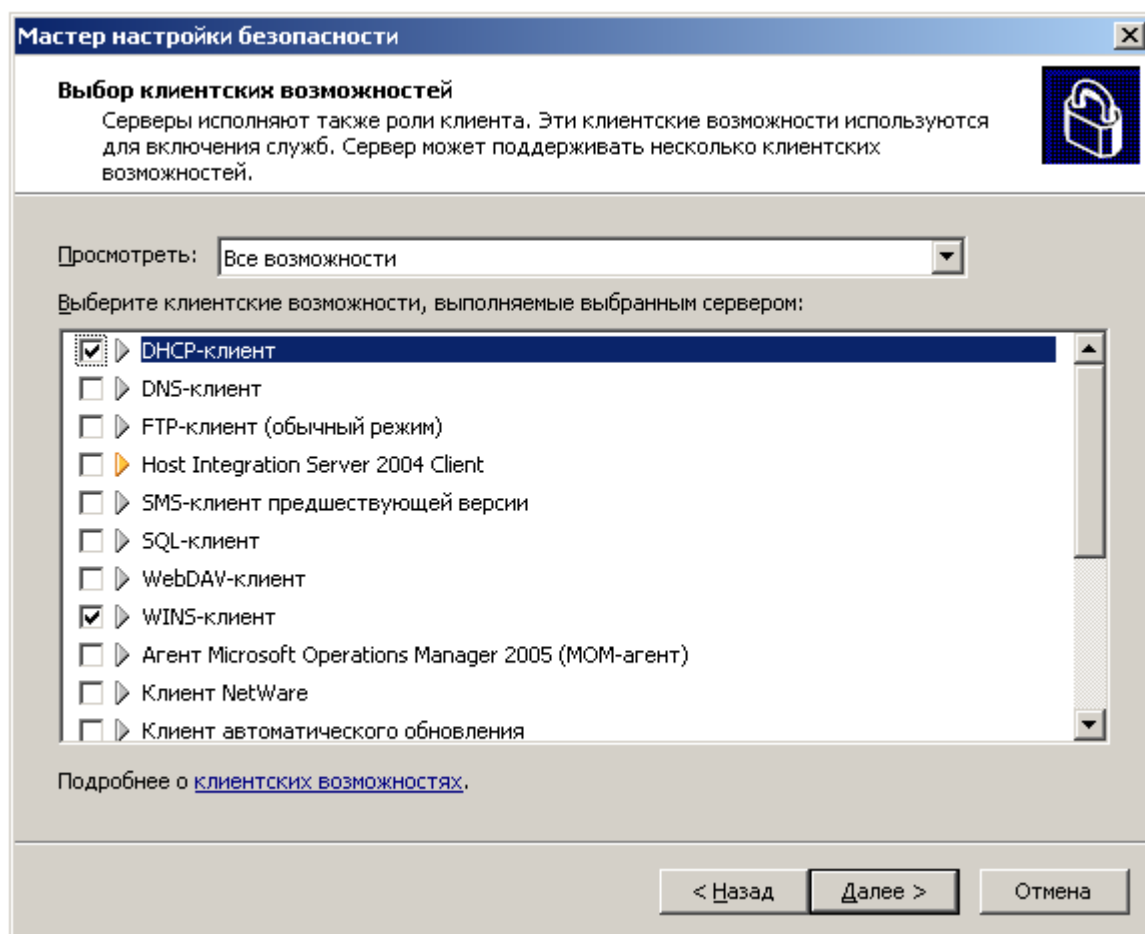 Мастер настройки безопасности
Выбор клиентских возможностей
Серверы исполняют также роли клиента. Эти клиентские возможности используются
для включения служб. Сервер может поддерживать несколько клиентских
возможностей.
Просмотреть: Все возможности
Выберите клиентские возможности, выполняемые выбранным сервером:
DHCP-клиент
DNS-клиент
FTP-клиент (обычный режим)
Host Integration Server 2004 Client
SMS-клиент предшествующей версии
SQL-клиент
WebDAV-клиент
WINS-клиент
Агент Microsoft Operations Manager 2005 (MOM-агент)
Клиент NetWare
Клиент автоматического обновления
Подробнее о клиентских возможностях.
< Назад Далее > Отмена